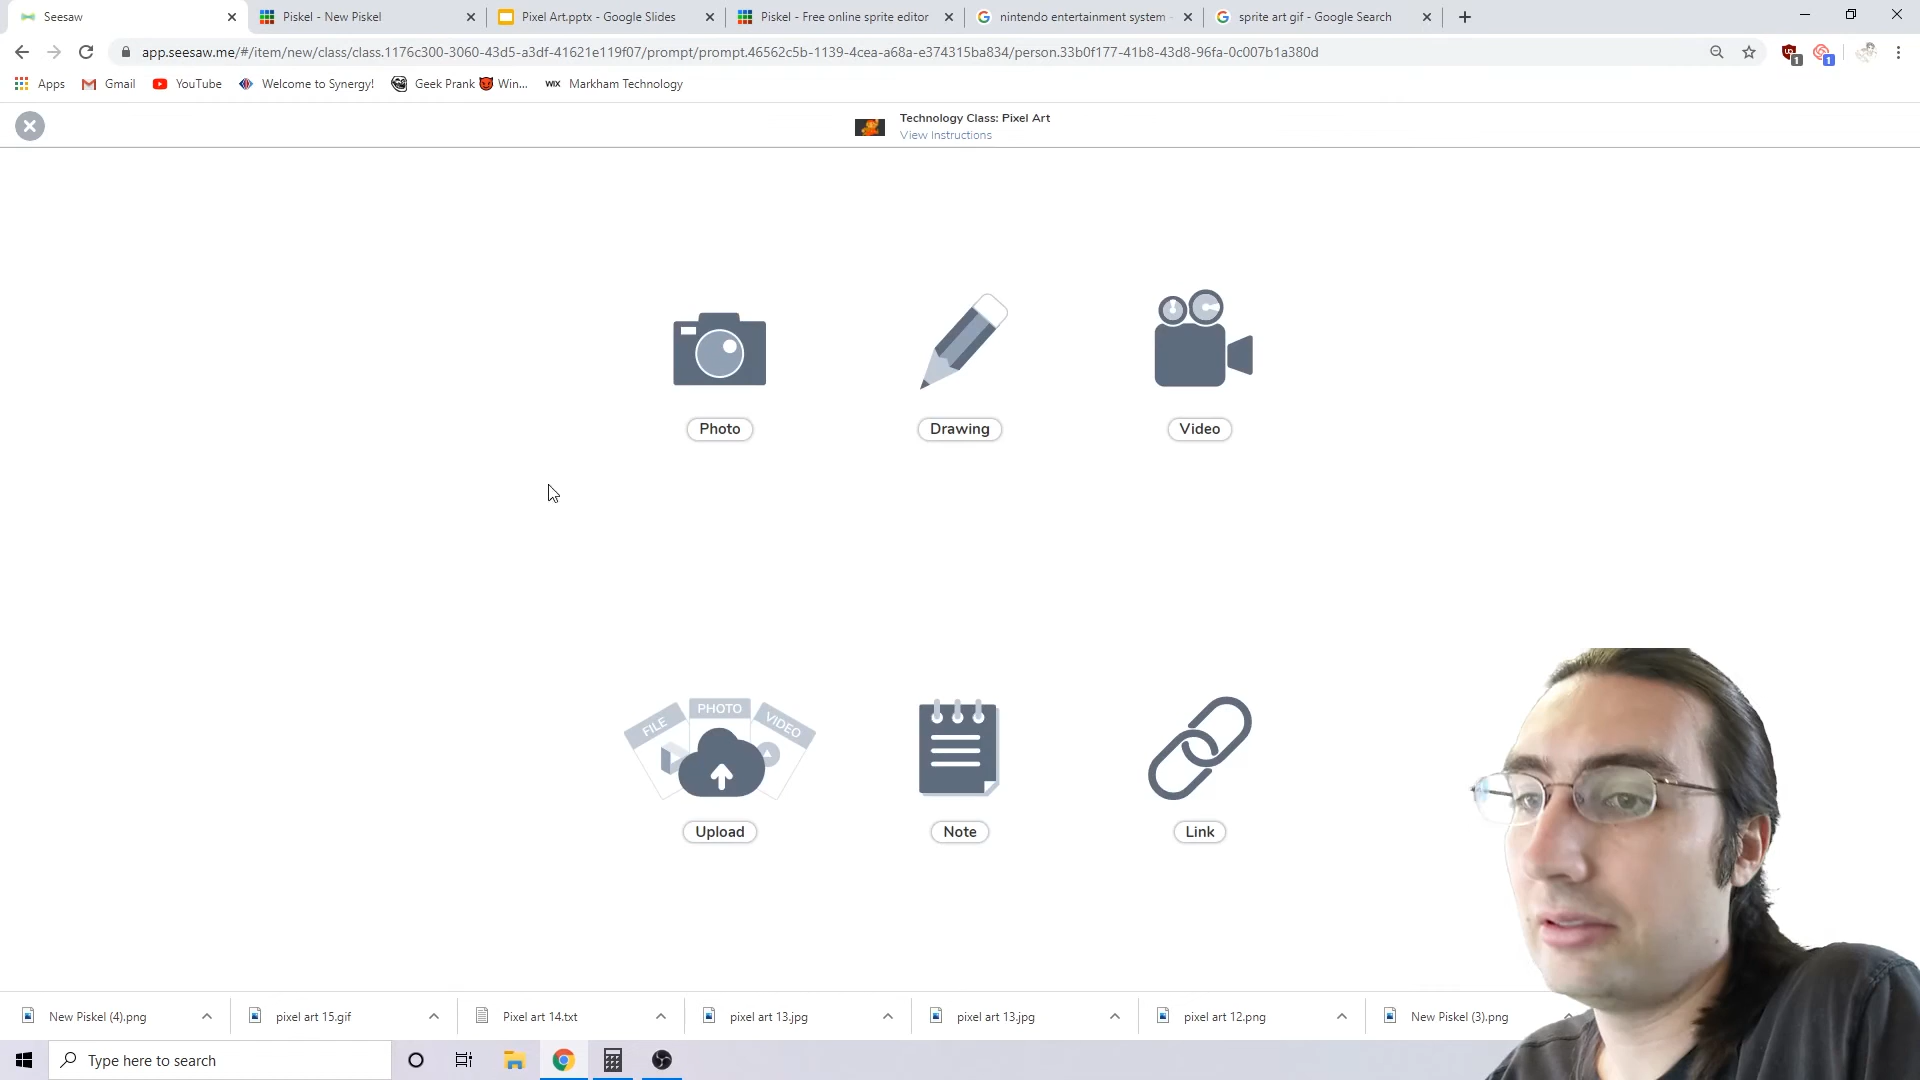 Seesaw
Piskel - New Piskel
Pixel Art.pptx - Google Slides
Piskel - Free online sprite editor
nintendo entertainment system -
sprite art gif - Google Search
app.seesaw.me/#/item/new/class/class.1176c300-3060-43d5-a3df-41621e119f07/prompt/prompt.46562c5b-1139-4cea-a68a-e374315ba834/person.33b0f177-41b8-43d8-96fa-0c007b1a380d
1
1
Apps
Gmail
YouTube
Welcome to Synergy!
Geek Prank 😈 Win...
WIX Markham Technology
Technology Class: Pixel Art
View Instructions
Photo
Drawing
Video
FILE
PHOTO
VIDEO
Upload
Note
Link
New Piskel (4).png
pixel art 15.gif
Pixel art 14.txt
pixel art 13.jpg
pixel art 13.jpg
pixel art 12.png
New Piskel (3).png
Type here to search